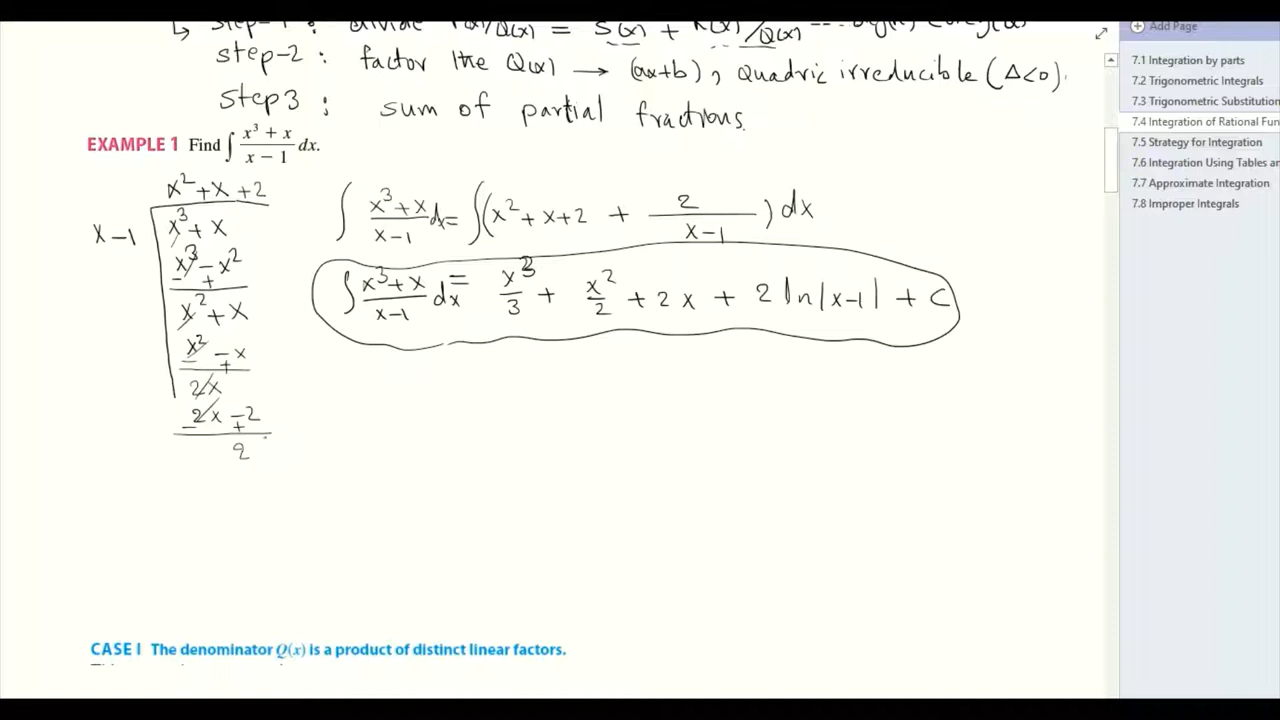 step-2 : factor the Q(x) → (ax+b), Quadric irreducible (Δ<0).
step 3 : sum of partial fractions.
EXAMPLE 1 Find ∫ x³ + x / x − 1 dx.
x² + x + 2
x − 1
x³ + x
x³ − x²
− +
x² + x
x² − x
− +
2x
2x − 2
− +
2
∫ x³+x / x−1 dx = ∫(x² + x + 2 + 2 / x−1) dx
∫ x³+x / x−1 dx = x³/3 + x²/2 + 2x + 2 ln|x−1| + C
CASE I The denominator Q(x) is a product of distinct linear factors.
Add Page
7.1 Integration by parts
7.2 Trigonometric Integrals
7.3 Trigonometric Substitution
7.4 Integration of Rational Fun
7.5 Strategy for Integration
7.6 Integration Using Tables an
7.7 Approximate Integration
7.8 Improper Integrals